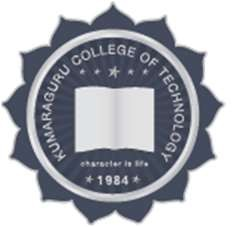 KUMARAGURU COLLEGE OF TECHNOLOGY
character is life
1984